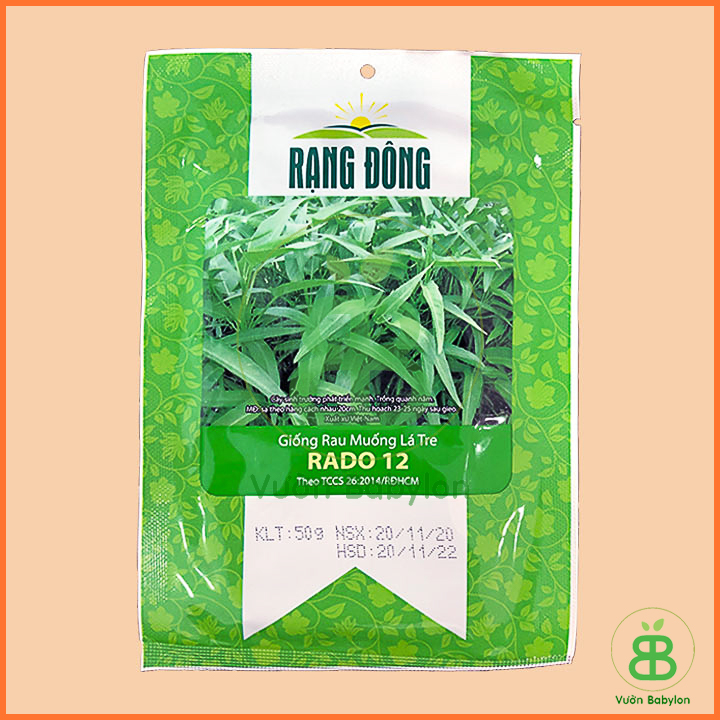 RẠNG ĐÔNG
Cây sinh trưởng phát triển mạnh. Trồng quanh năm.
MĐ: sạ theo hàng cách nhau 20cm. Thu hoạch 23-25 ngày sau gieo.
Xuất xứ: Việt Nam
Giống Rau Muống Lá Tre
RADO 12
Theo TCCS 26:2014/RĐHCM
Vườn Babylon
KLT:50g NSX:20/11/20
HSD:20/11/22
B B
Vườn Babylon